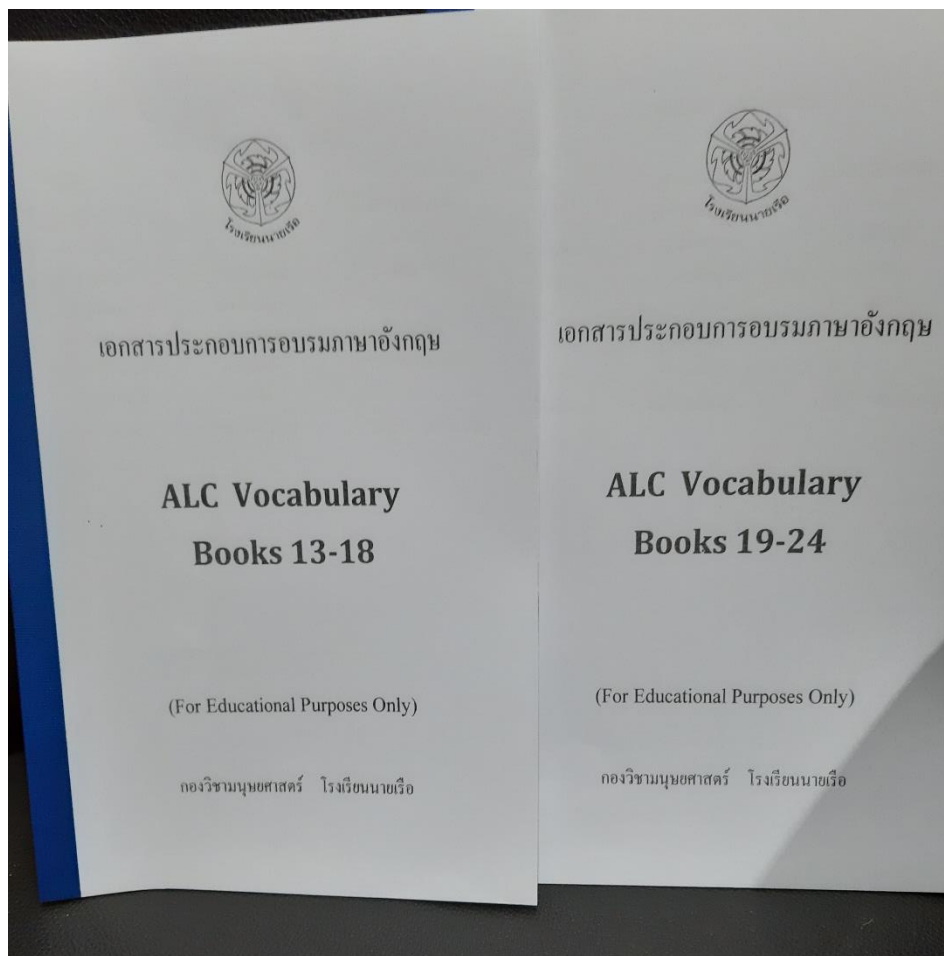 โรงเรียนนายเรือ
เอกสารประกอบการอบรมภาษาอังกฤษ
ALC Vocabulary
Books 13-18
(For Educational Purposes Only)
กองวิชามนุษยศาสตร์ โรงเรียนนายเรือ
โรงเรียนนายเรือ
เอกสารประกอบการอบรมภาษาอังกฤษ
ALC Vocabulary
Books 19-24
(For Educational Purposes Only)
กองวิชามนุษยศาสตร์ โรงเรียนนายเรือ